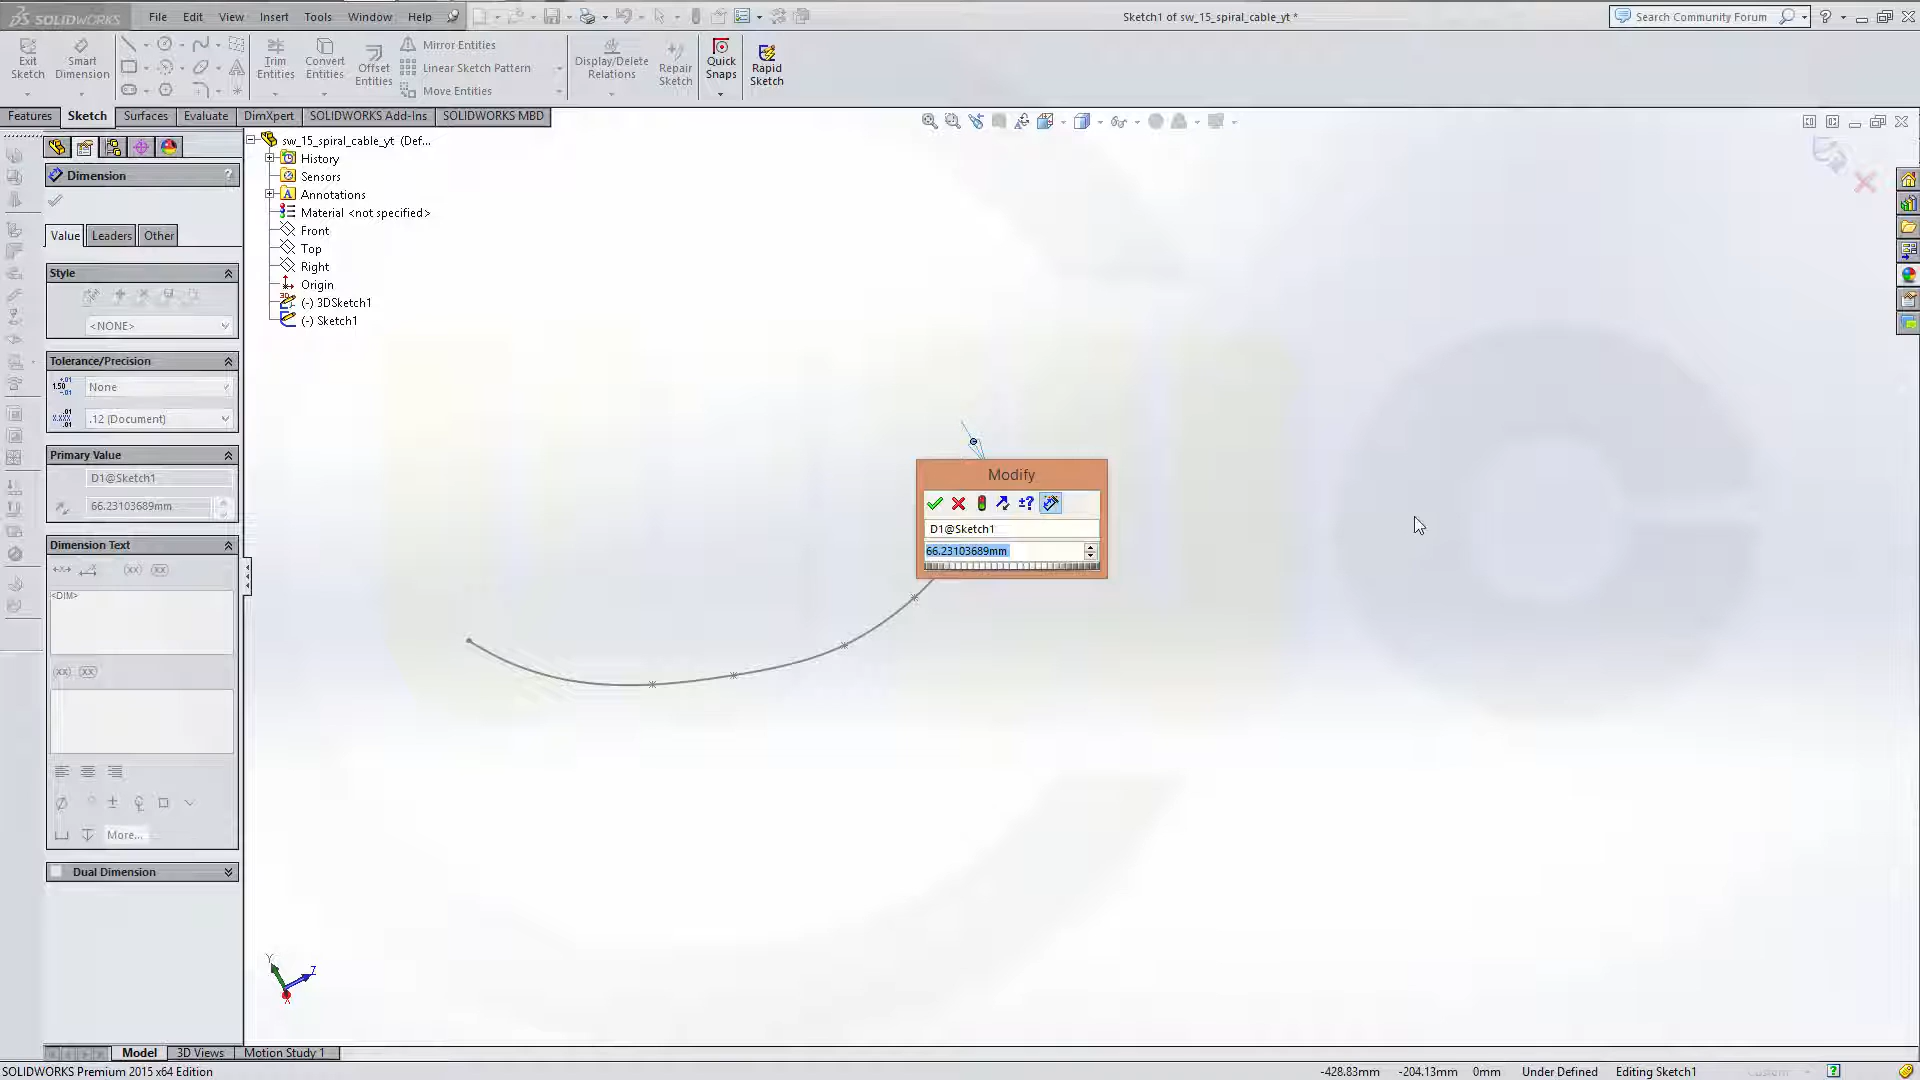 SOLIDWORKS File Edit View Insert Tools Window Help Sketch1 of sw_15_spiral_cable_yt * Search Community Forum ?
Exit Sketch
Smart Dimension
Trim Entities
Convert Entities
Offset Entities
Mirror Entities
Linear Sketch Pattern
Move Entities
Display/Delete Relations
Repair Sketch
Quick Snaps
Rapid Sketch
Features Sketch Surfaces Evaluate DimXpert SOLIDWORKS Add-Ins SOLIDWORKS MBD
Dimension ?
Value Leaders Other
Style
<NONE>
Tolerance/Precision
None
.12 (Document)
Primary Value
D1@Sketch1
66.23103689mm
Dimension Text
<DIM>
More...
Dual Dimension
sw_15_spiral_cable_yt (Def...
History
Sensors
Annotations
Material <not specified>
Front
Top
Right
Origin
(-) 3DSketch1
(-) Sketch1
Modify
D1@Sketch1
66.23103689mm
Y
Z
X
Model 3D Views Motion Study 1
SOLIDWORKS Premium 2015 x64 Edition -428.83mm -204.13mm 0mm Under Defined Editing Sketch1